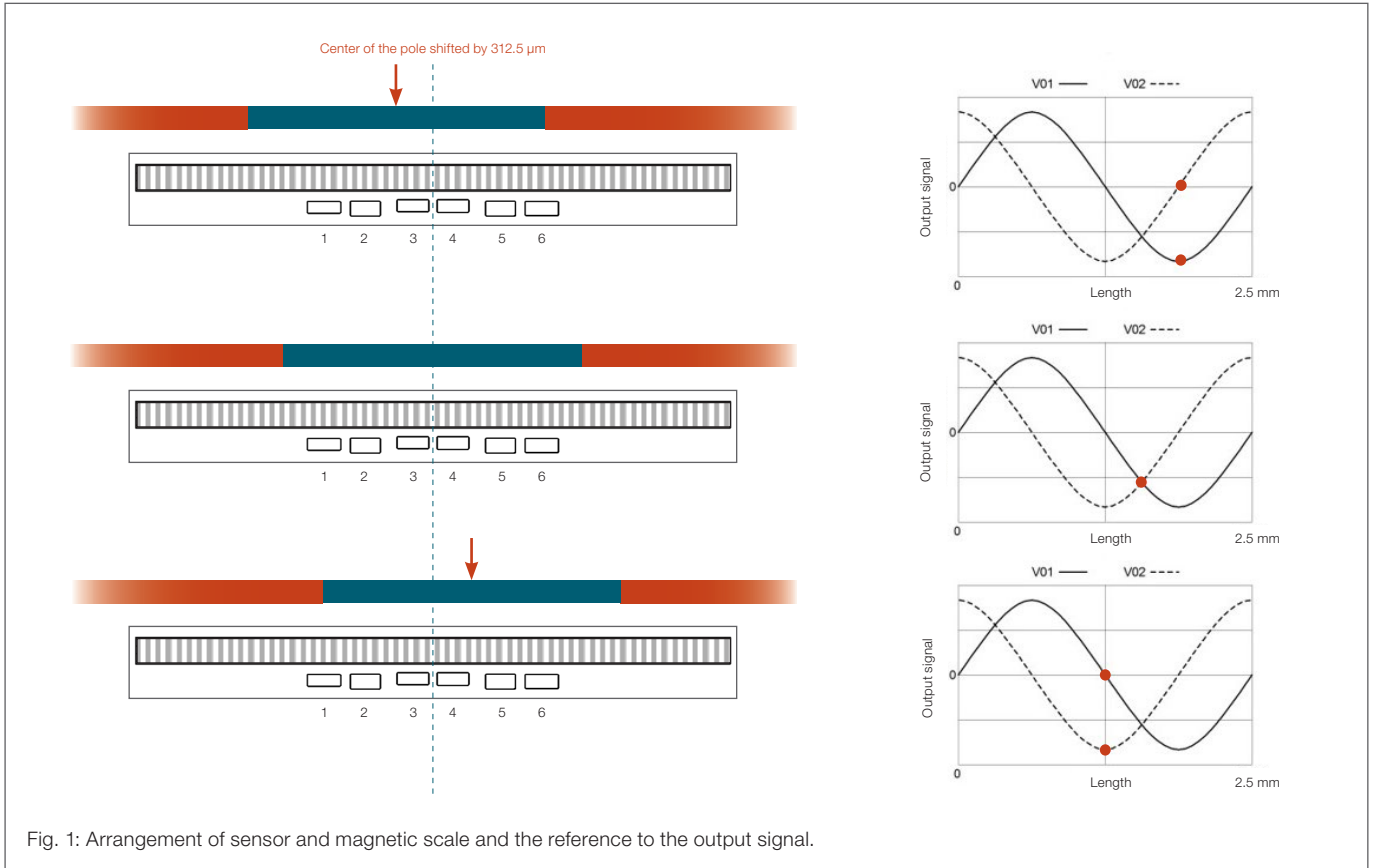 Center of the pole shifted by 312.5 µm
1 2 3 4 5 6
V01 V02
Output signal
0
0 Length 2.5 mm
1 2 3 4 5 6
V01 V02
Output signal
0
0 Length 2.5 mm
1 2 3 4 5 6
V01 V02
Output signal
0
0 Length 2.5 mm
Fig. 1: Arrangement of sensor and magnetic scale and the reference to the output signal.